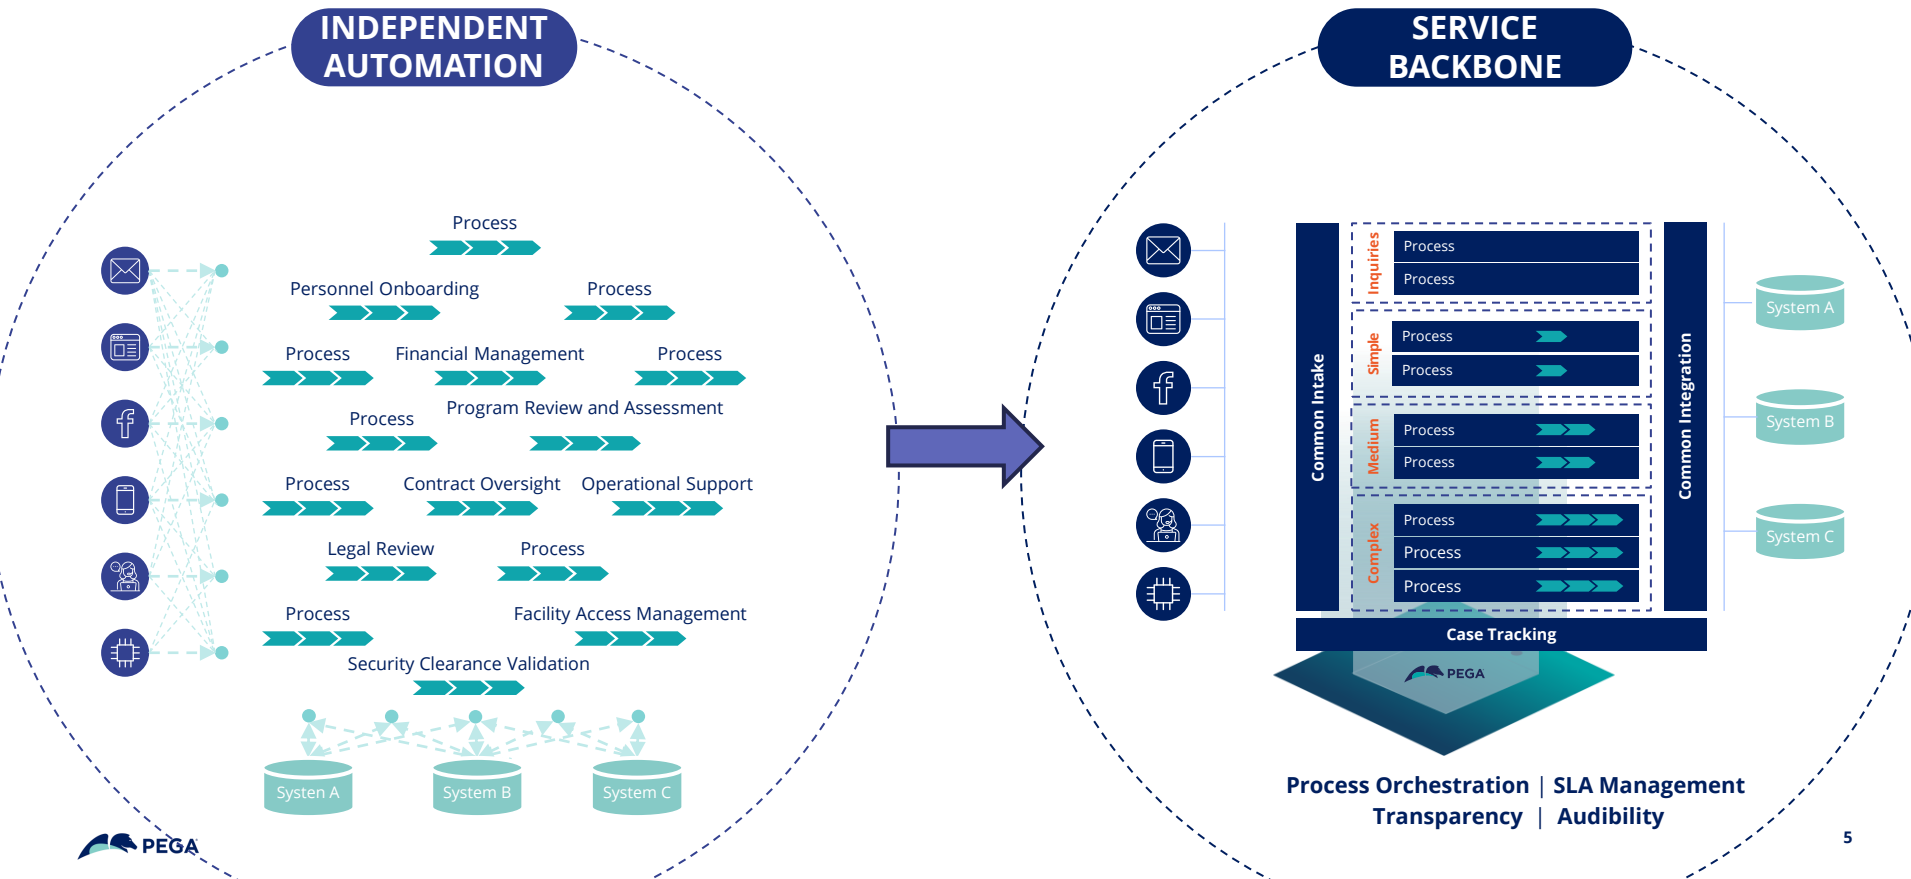 INDEPENDENT
AUTOMATION
Process
Personnel Onboarding
Process
Process
Financial Management
Process
Process
Program Review and Assessment
Process
Contract Oversight
Operational Support
Legal Review
Process
Process
Facility Access Management
Security Clearance Validation
Systen A
System B
System C
PEGA
SERVICE
BACKBONE
Common Intake
Inquiries
Process
Process
Simple
Process
Process
Medium
Process
Process
Complex
Process
Process
Process
Common Integration
System A
System B
System C
Case Tracking
PEGA
Process Orchestration | SLA Management
Transparency | Audibility
5